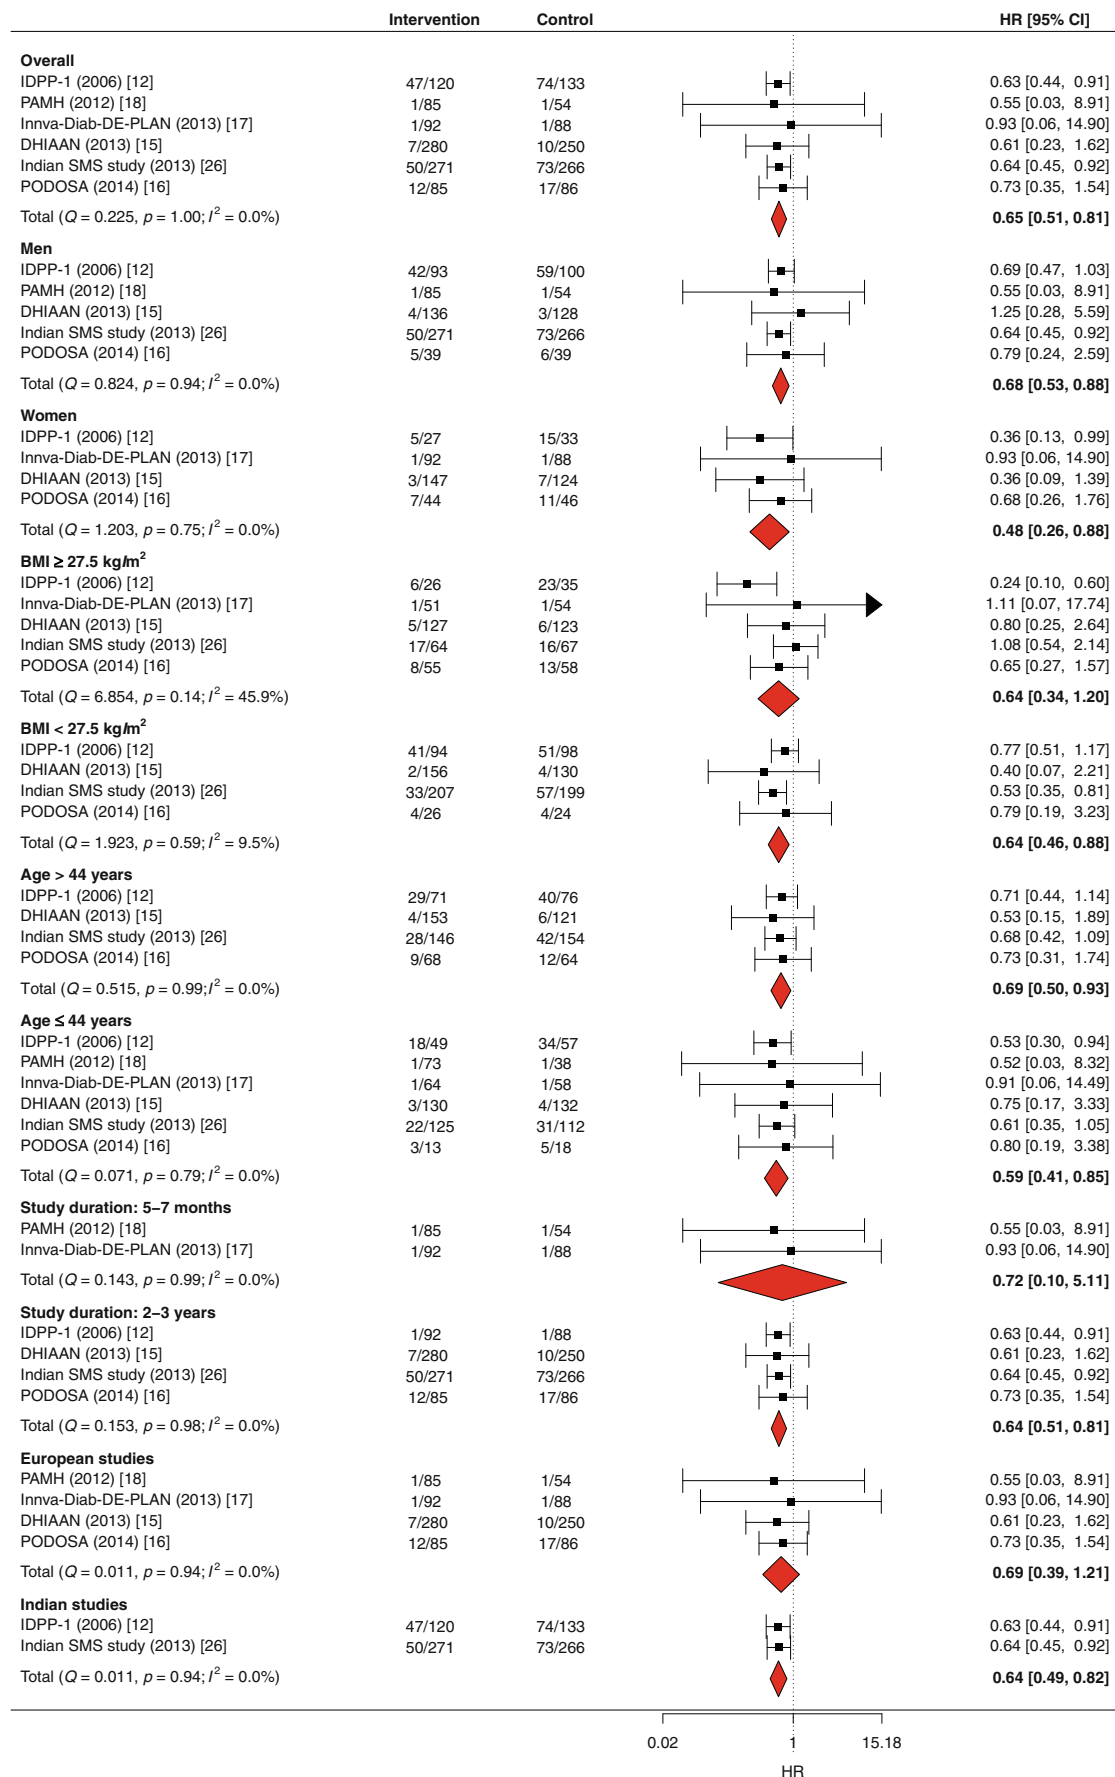 Intervention Control HR [95% CI]
Overall
IDPP-1 (2006) [12] 47/120 74/133 0.63 [0.44, 0.91]
PAMH (2012) [18] 1/85 1/54 0.55 [0.03, 8.91]
Innva-Diab-DE-PLAN (2013) [17] 1/92 1/88 0.93 [0.06, 14.90]
DHIAAN (2013) [15] 7/280 10/250 0.61 [0.23, 1.62]
Indian SMS study (2013) [26] 50/271 73/266 0.64 [0.45, 0.92]
PODOSA (2014) [16] 12/85 17/86 0.73 [0.35, 1.54]
Total (Q = 0.225, p = 1.00; I² = 0.0%) 0.65 [0.51, 0.81]
Men
IDPP-1 (2006) [12] 42/93 59/100 0.69 [0.47, 1.03]
PAMH (2012) [18] 1/85 1/54 0.55 [0.03, 8.91]
DHIAAN (2013) [15] 4/136 3/128 1.25 [0.28, 5.59]
Indian SMS study (2013) [26] 50/271 73/266 0.64 [0.45, 0.92]
PODOSA (2014) [16] 5/39 6/39 0.79 [0.24, 2.59]
Total (Q = 0.824, p = 0.94; I² = 0.0%) 0.68 [0.53, 0.88]
Women
IDPP-1 (2006) [12] 5/27 15/33 0.36 [0.13, 0.99]
Innva-Diab-DE-PLAN (2013) [17] 1/92 1/88 0.93 [0.06, 14.90]
DHIAAN (2013) [15] 3/147 7/124 0.36 [0.09, 1.39]
PODOSA (2014) [16] 7/44 11/46 0.68 [0.26, 1.76]
Total (Q = 1.203, p = 0.75; I² = 0.0%) 0.48 [0.26, 0.88]
BMI ≥ 27.5 kg/m²
IDPP-1 (2006) [12] 6/26 23/35 0.24 [0.10, 0.60]
Innva-Diab-DE-PLAN (2013) [17] 1/51 1/54 1.11 [0.07, 17.74]
DHIAAN (2013) [15] 5/127 6/123 0.80 [0.25, 2.64]
Indian SMS study (2013) [26] 17/64 16/67 1.08 [0.54, 2.14]
PODOSA (2014) [16] 8/55 13/58 0.65 [0.27, 1.57]
Total (Q = 6.854, p = 0.14; I² = 45.9%) 0.64 [0.34, 1.20]
BMI < 27.5 kg/m²
IDPP-1 (2006) [12] 41/94 51/98 0.77 [0.51, 1.17]
DHIAAN (2013) [15] 2/156 4/130 0.40 [0.07, 2.21]
Indian SMS study (2013) [26] 33/207 57/199 0.53 [0.35, 0.81]
PODOSA (2014) [16] 4/26 4/24 0.79 [0.19, 3.23]
Total (Q = 1.923, p = 0.59; I² = 9.5%) 0.64 [0.46, 0.88]
Age > 44 years
IDPP-1 (2006) [12] 29/71 40/76 0.71 [0.44, 1.14]
DHIAAN (2013) [15] 4/153 6/121 0.53 [0.15, 1.89]
Indian SMS study (2013) [26] 28/146 42/154 0.68 [0.42, 1.09]
PODOSA (2014) [16] 9/68 12/64 0.73 [0.31, 1.74]
Total (Q = 0.515, p = 0.99; I² = 0.0%) 0.69 [0.50, 0.93]
Age ≤ 44 years
IDPP-1 (2006) [12] 18/49 34/57 0.53 [0.30, 0.94]
PAMH (2012) [18] 1/73 1/38 0.52 [0.03, 8.32]
Innva-Diab-DE-PLAN (2013) [17] 1/64 1/58 0.91 [0.06, 14.49]
DHIAAN (2013) [15] 3/130 4/132 0.75 [0.17, 3.33]
Indian SMS study (2013) [26] 22/125 31/112 0.61 [0.35, 1.05]
PODOSA (2014) [16] 3/13 5/18 0.80 [0.19, 3.38]
Total (Q = 0.071, p = 0.79; I² = 0.0%) 0.59 [0.41, 0.85]
Study duration: 5–7 months
PAMH (2012) [18] 1/85 1/54 0.55 [0.03, 8.91]
Innva-Diab-DE-PLAN (2013) [17] 1/92 1/88 0.93 [0.06, 14.90]
Total (Q = 0.143, p = 0.99; I² = 0.0%) 0.72 [0.10, 5.11]
Study duration: 2–3 years
IDPP-1 (2006) [12] 1/92 1/88 0.63 [0.44, 0.91]
DHIAAN (2013) [15] 7/280 10/250 0.61 [0.23, 1.62]
Indian SMS study (2013) [26] 50/271 73/266 0.64 [0.45, 0.92]
PODOSA (2014) [16] 12/85 17/86 0.73 [0.35, 1.54]
Total (Q = 0.153, p = 0.98; I² = 0.0%) 0.64 [0.51, 0.81]
European studies
PAMH (2012) [18] 1/85 1/54 0.55 [0.03, 8.91]
Innva-Diab-DE-PLAN (2013) [17] 1/92 1/88 0.93 [0.06, 14.90]
DHIAAN (2013) [15] 7/280 10/250 0.61 [0.23, 1.62]
PODOSA (2014) [16] 12/85 17/86 0.73 [0.35, 1.54]
Total (Q = 0.011, p = 0.94; I² = 0.0%) 0.69 [0.39, 1.21]
Indian studies
IDPP-1 (2006) [12] 47/120 74/133 0.63 [0.44, 0.91]
Indian SMS study (2013) [26] 50/271 73/266 0.64 [0.45, 0.92]
Total (Q = 0.011, p = 0.94; I² = 0.0%) 0.64 [0.49, 0.82]
0.02 1 15.18
HR